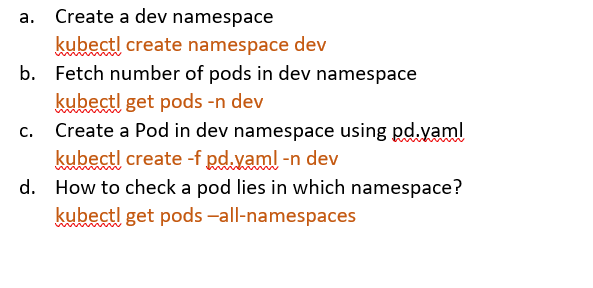 a. Create a dev namespace
kubectl create namespace dev
b. Fetch number of pods in dev namespace
kubectl get pods -n dev
c. Create a Pod in dev namespace using pd.yaml
kubectl create -f pd.yaml -n dev
d. How to check a pod lies in which namespace?
kubectl get pods –all-namespaces